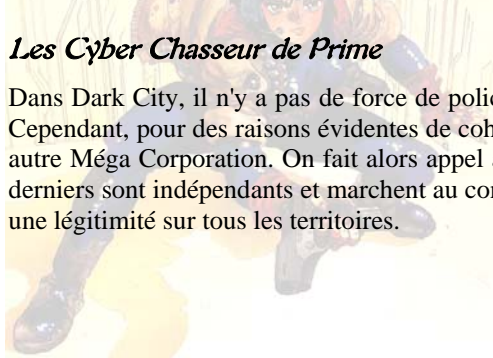 Les Cyber Chasseur de Prime
Dans Dark City, il n'y a pas de force de polic
Cependant, pour des raisons évidentes de coh
autre Méga Corporation. On fait alors appel a
derniers sont indépendants et marchent au con
une légitimité sur tous les territoires.